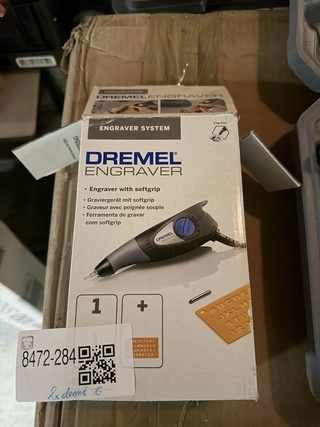 DREMEL ENGRAVER
ENGRAVER SYSTEM
DREMEL®
ENGRAVER
• Engraver with softgrip
• Graviergerät mit softgrip
• Graveur avec poignée souple
• Ferramenta de gravar
com softgrip
DREMEL
1
+
8472-284